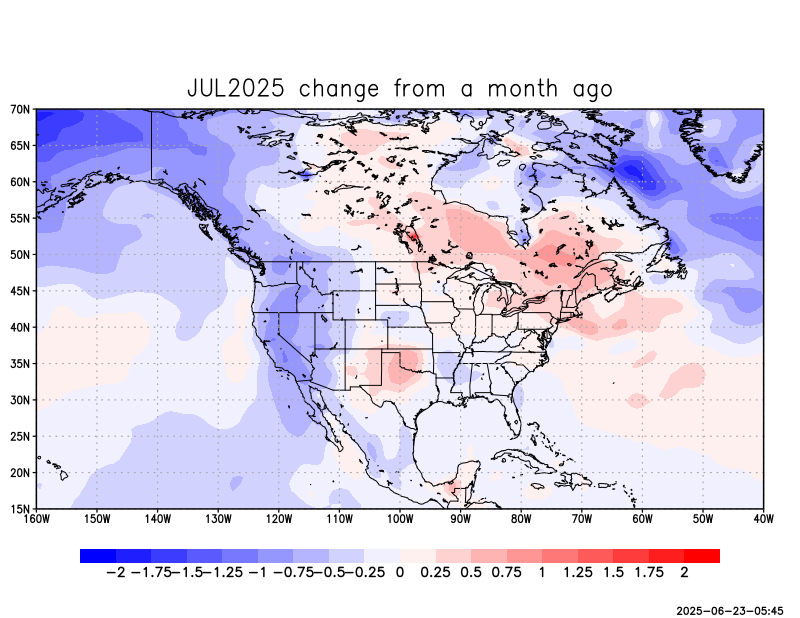 JUL2025 change from a month ago
70N
65N
60N
55N
50N
45N
40N
35N
30N
25N
20N
15N
160W 150W 140W 130W 120W 110W 100W 90W 80W 70W 60W 50W 40W
−2 −1.75 −1.5 −1.25 −1 −0.75 −0.5 −0.25 0 0.25 0.5 0.75 1 1.25 1.5 1.75 2
2025−06−23−05:45